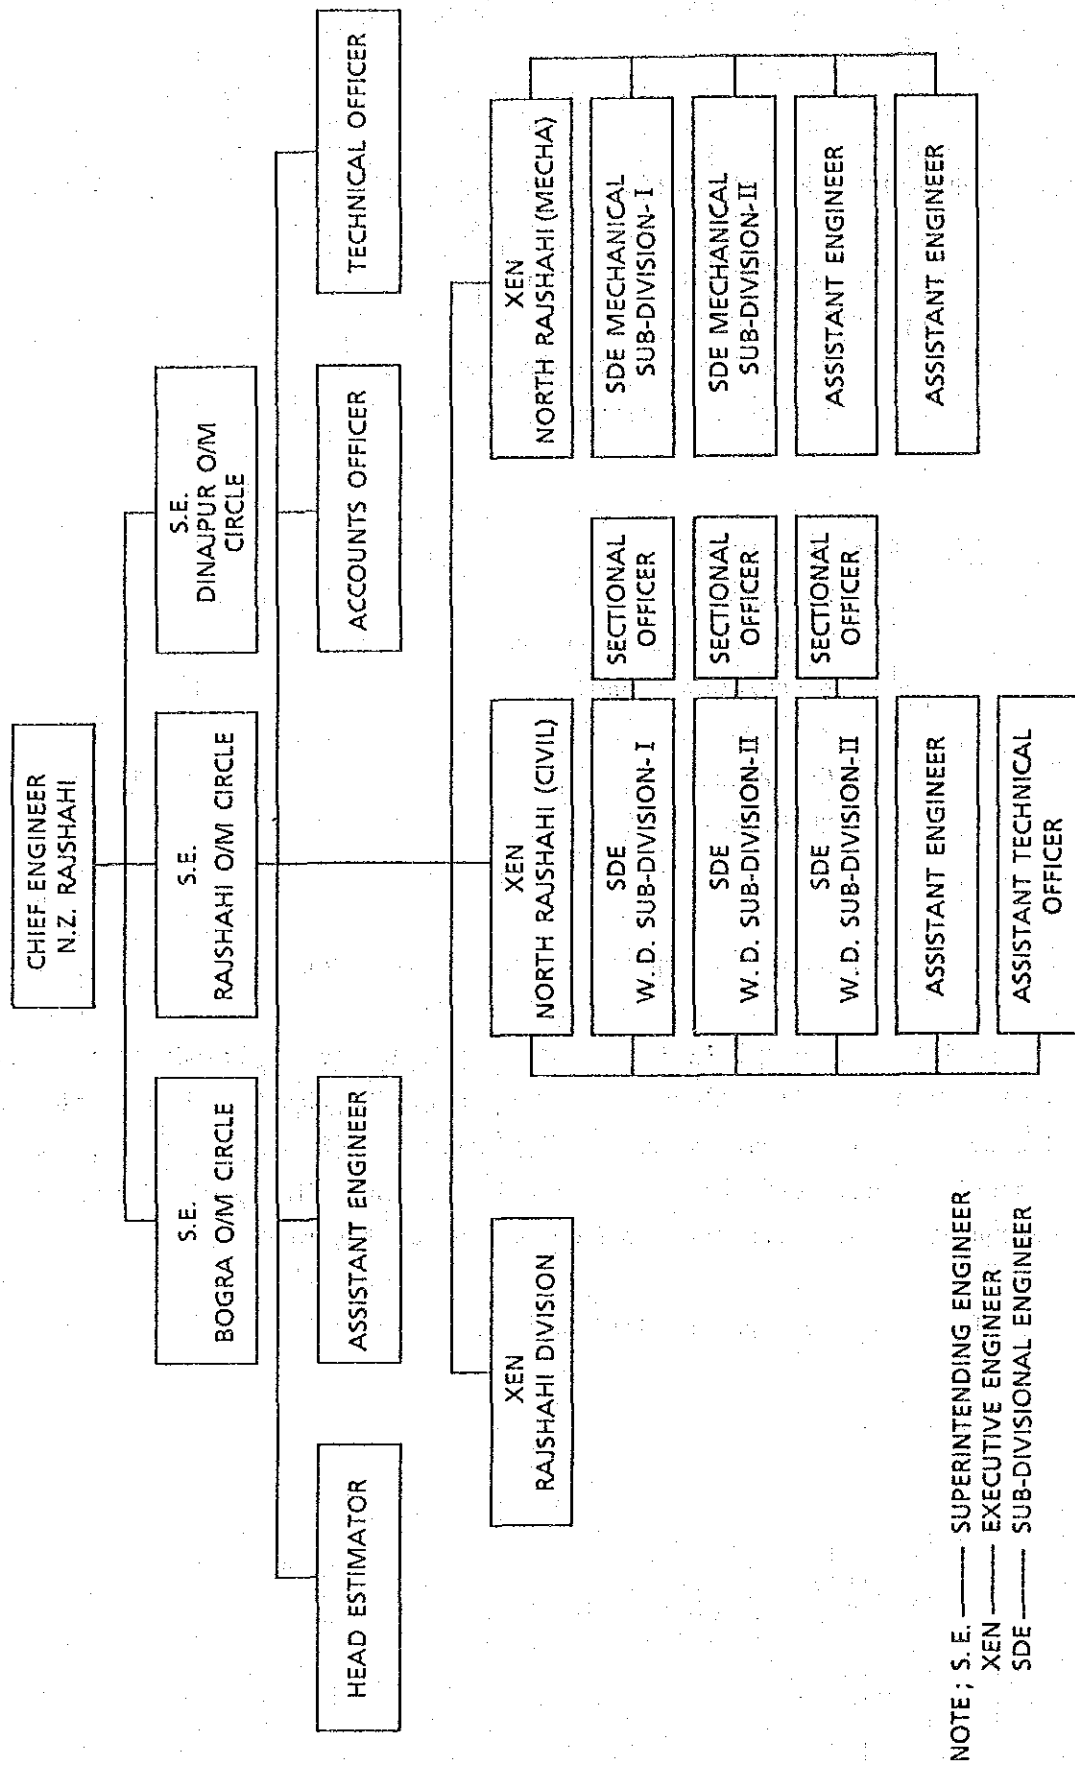 CHIEF ENGINEER
N.Z. RAJSHAHI
S.E.
BOGRA O/M CIRCLE
S.E.
RAJSHAHI O/M CIRCLE
S.E.
DINAJPUR O/M
CIRCLE
HEAD ESTIMATOR
ASSISTANT ENGINEER
ACCOUNTS OFFICER
TECHNICAL OFFICER
XEN
RAJSHAHI DIVISION
XEN
NORTH RAJSHAHI (CIVIL)
SDE
W. D. SUB-DIVISION-I
SECTIONAL
OFFICER
SDE
W. D. SUB-DIVISION-II
SECTIONAL
OFFICER
SDE
W. D. SUB-DIVISION-II
SECTIONAL
OFFICER
ASSISTANT ENGINEER
ASSISTANT TECHNICAL
OFFICER
XEN
NORTH RAJSHAHI (MECHA)
SDE MECHANICAL
SUB-DIVISION-I
SDE MECHANICAL
SUB-DIVISION-II
ASSISTANT ENGINEER
ASSISTANT ENGINEER
NOTE ; S. E. ——— SUPERINTENDING ENGINEER
XEN ——— EXECUTIVE ENGINEER
SDE ——— SUB-DIVISIONAL ENGINEER